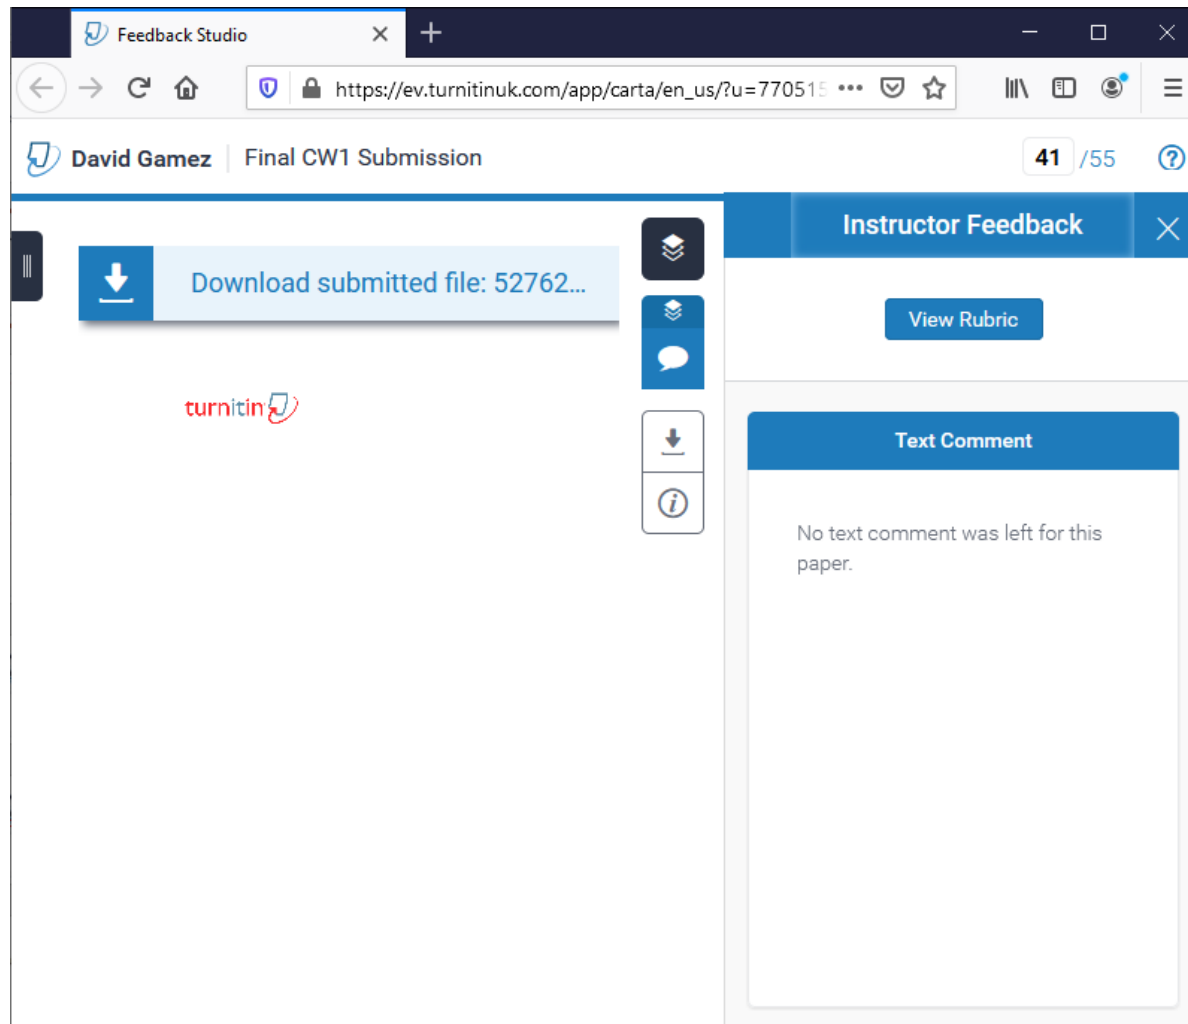 Feedback Studio
https://ev.turnitinuk.com/app/carta/en_us/?u=770515
David Gamez Final CW1 Submission 41 /55
Instructor Feedback
Download submitted file: 52762...
View Rubric
turnitin
Text Comment
No text comment was left for this
paper.